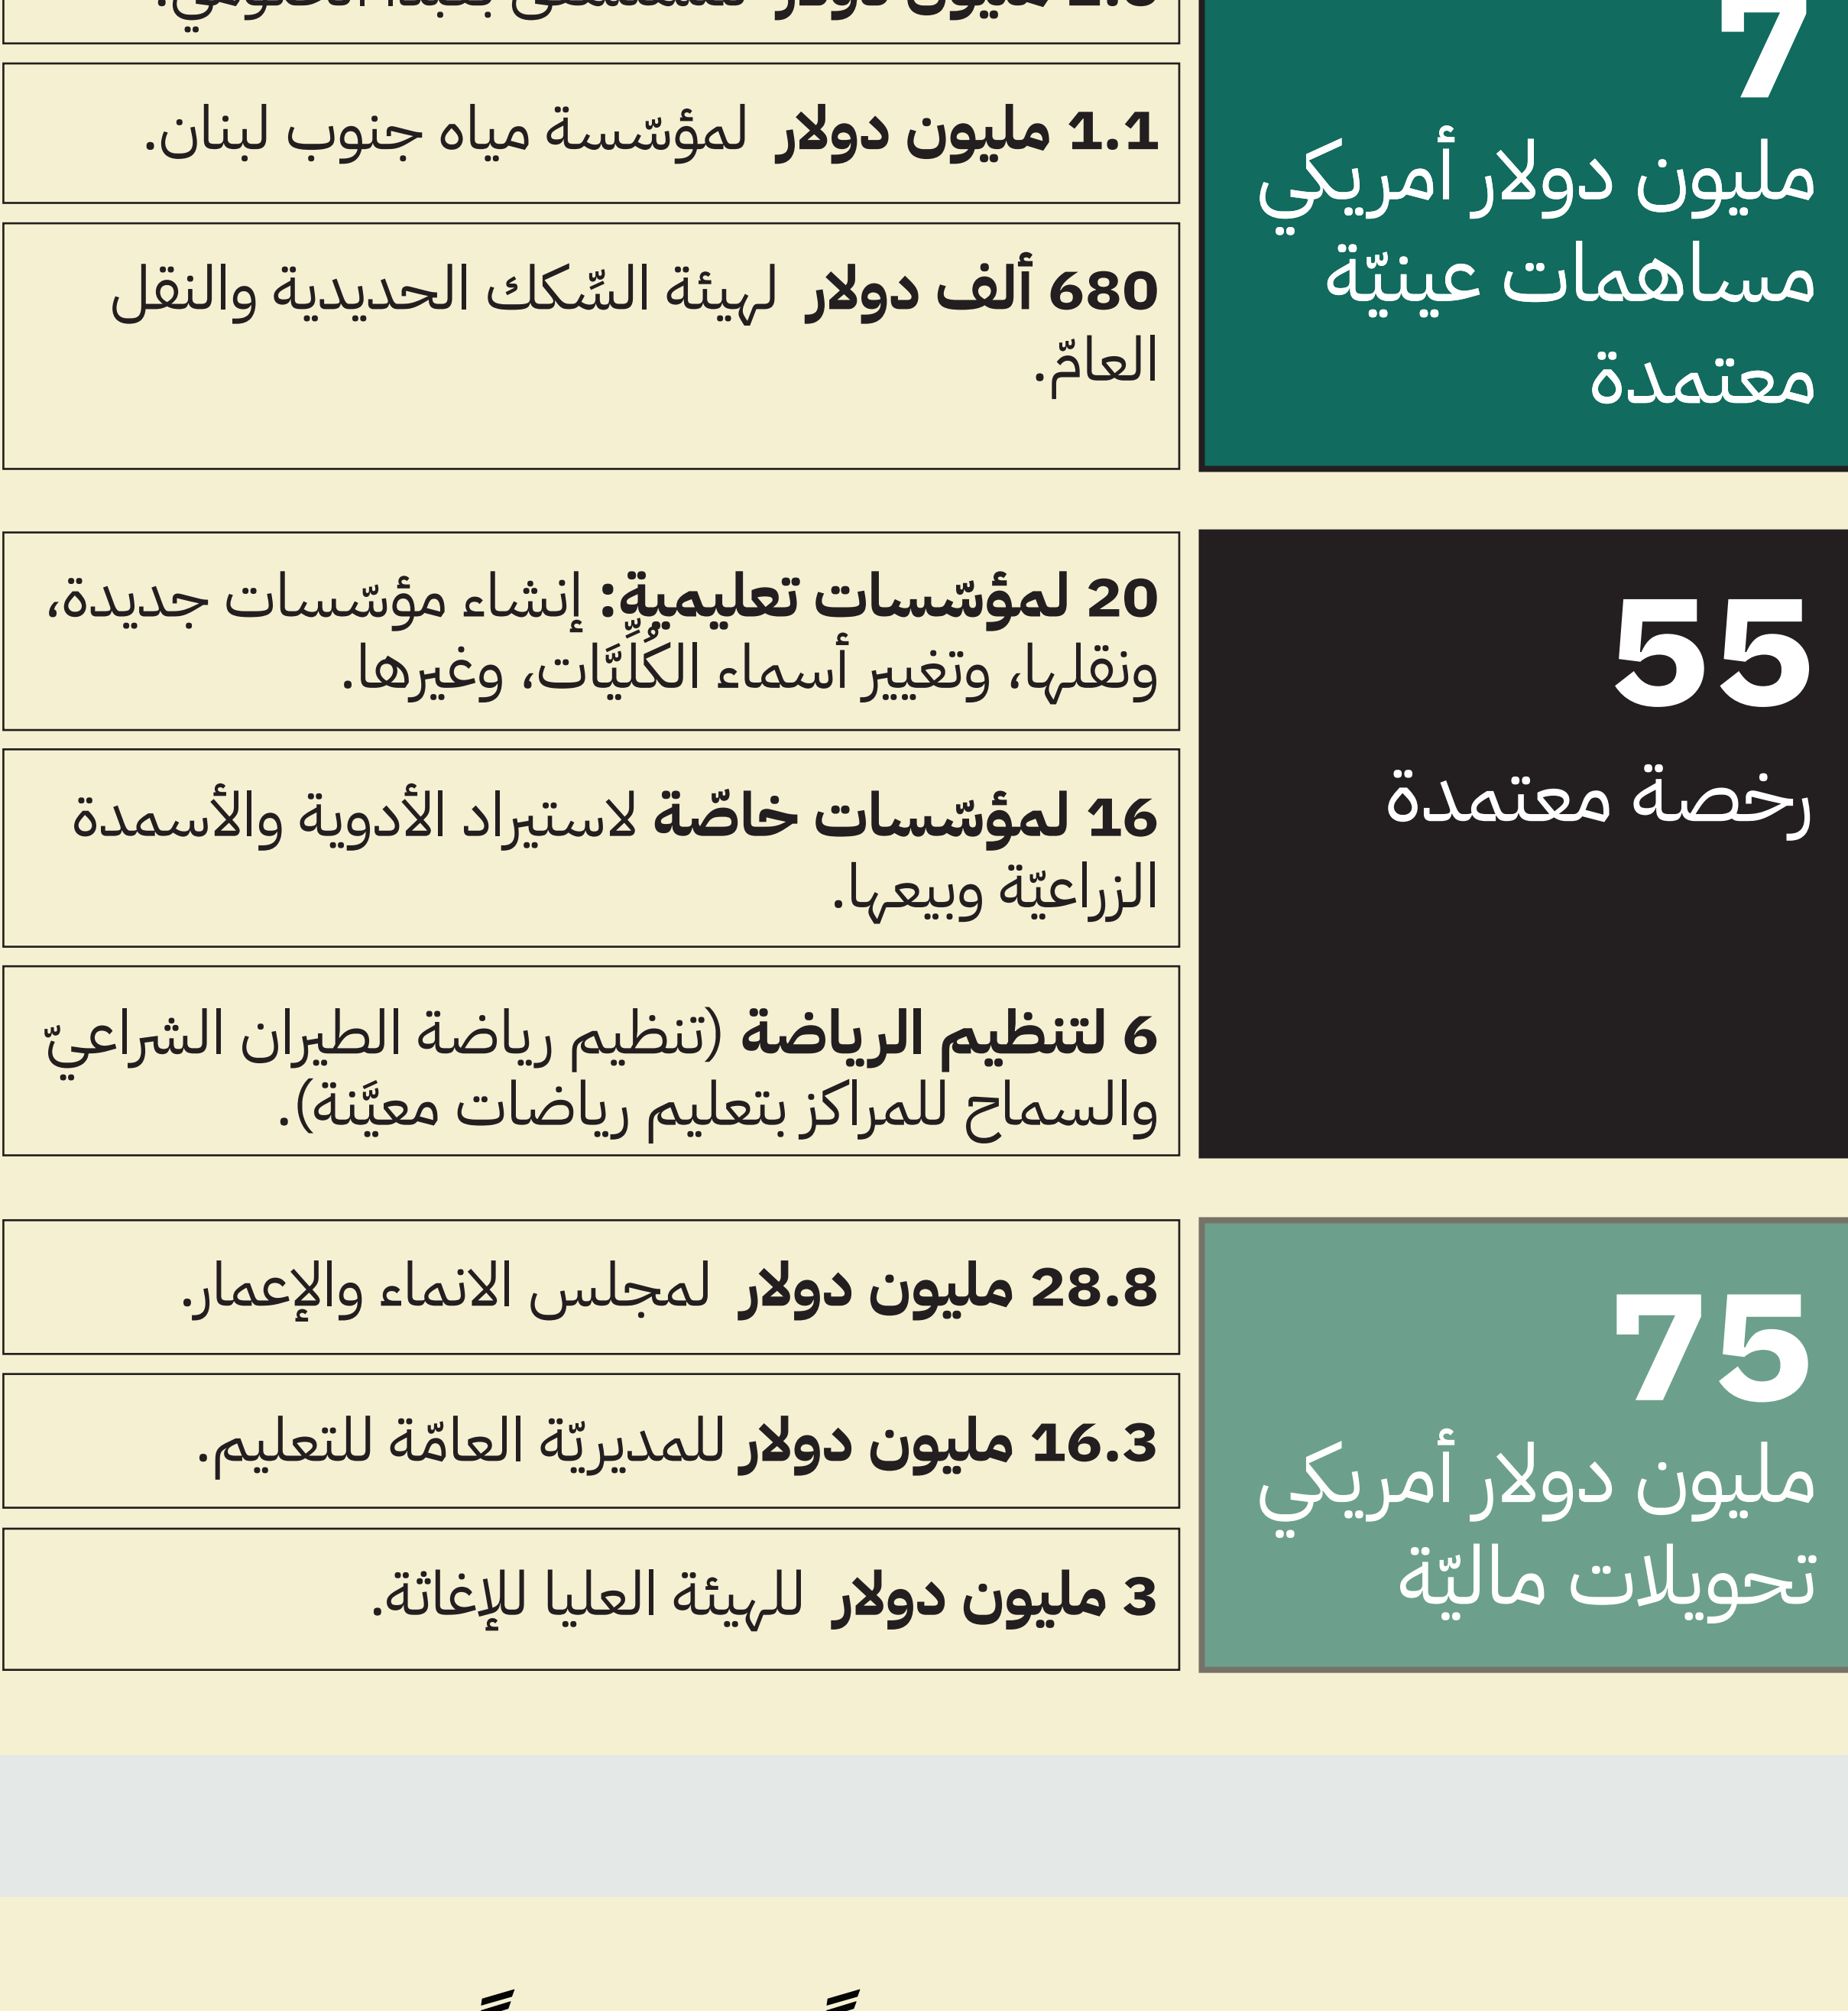 7
مليون دولار أمريكي
مساهمات عينيّة
معتمدة
مليون دولار
1.1 مليون دولار لمؤسّسة مياه جنوب لبنان.
680 ألف دولار لهيئة السِّكك الحديدية والنقل
العامّ.
55
رخصة معتمدة
20 لمؤسّسات تعليمية: إنشاء مؤسّسات جديدة،
ونقلها، وتغيير أسماء الكُلِّيَّات، وغيرها.
16 لمؤسّسات خاصّة لاستيراد الأدوية والأسمدة
الزراعيّة وبيعها.
6 لتنظيم الرياضة (تنظيم رياضة الطيران الشراعيّ
والسماح للمراكز بتعليم رياضات معيَّنة).
75
مليون دولار أمريكي
تحويلات ماليّة
28.8 مليون دولار لمجلس الانماء والإعمار.
16.3 مليون دولار للمديريّة العامّة للتعليم.
3 مليون دولار للهيئة العليا للإغاثة.